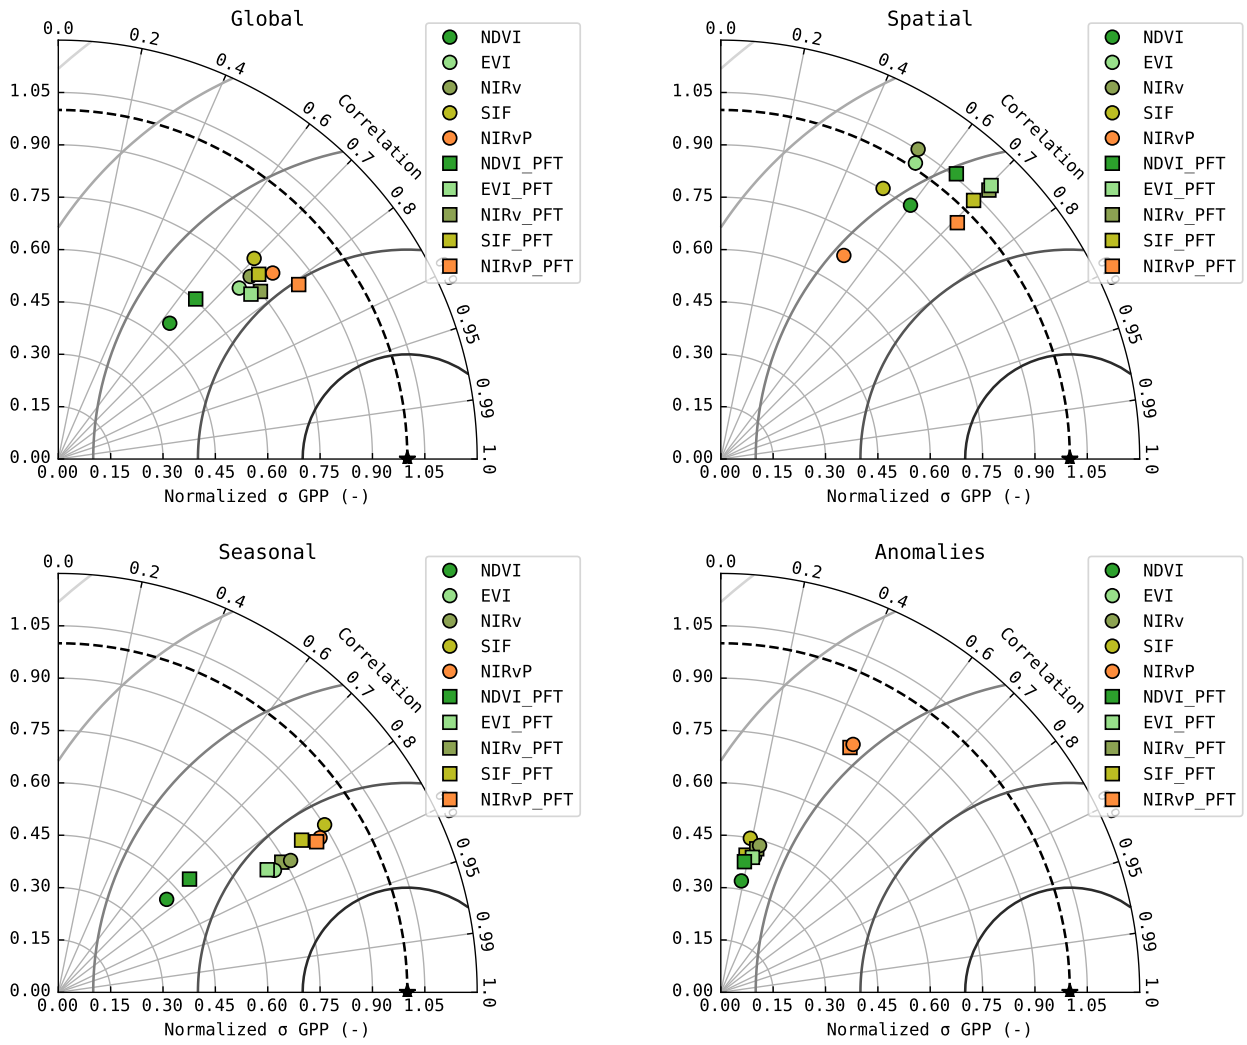 Global
0.0
0.2
0.4
0.6
0.7
0.8
0.95
0.99
1.0
Correlation
1.05
0.90
0.75
0.60
0.45
0.30
0.15
0.00
0.00 0.15 0.30 0.45 0.60 0.75 0.90 1.05
Normalized σ GPP (-)
NDVI
EVI
NIRv
SIF
NIRvP
NDVI_PFT
EVI_PFT
NIRv_PFT
SIF_PFT
NIRvP_PFT
Spatial
0.0
0.2
0.4
0.6
0.7
0.8
0.95
0.99
1.0
Correlation
1.05
0.90
0.75
0.60
0.45
0.30
0.15
0.00
0.00 0.15 0.30 0.45 0.60 0.75 0.90 1.05
Normalized σ GPP (-)
NDVI
EVI
NIRv
SIF
NIRvP
NDVI_PFT
EVI_PFT
NIRv_PFT
SIF_PFT
NIRvP_PFT
Seasonal
0.0
0.2
0.4
0.6
0.7
0.8
0.95
0.99
1.0
Correlation
1.05
0.90
0.75
0.60
0.45
0.30
0.15
0.00
0.00 0.15 0.30 0.45 0.60 0.75 0.90 1.05
Normalized σ GPP (-)
NDVI
EVI
NIRv
SIF
NIRvP
NDVI_PFT
EVI_PFT
NIRv_PFT
SIF_PFT
NIRvP_PFT
Anomalies
0.0
0.2
0.4
0.6
0.7
0.8
0.95
0.99
1.0
Correlation
1.05
0.90
0.75
0.60
0.45
0.30
0.15
0.00
0.00 0.15 0.30 0.45 0.60 0.75 0.90 1.05
Normalized σ GPP (-)
NDVI
EVI
NIRv
SIF
NIRvP
NDVI_PFT
EVI_PFT
NIRv_PFT
SIF_PFT
NIRvP_PFT